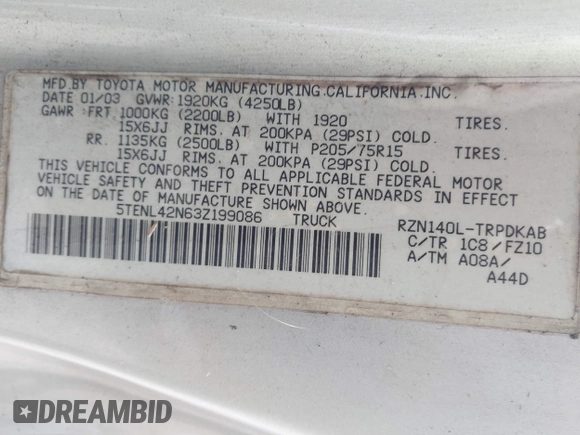 MFD.BY TOYOTA MOTOR MANUFACTURING.CALIFORNIA.INC.
DATE 01/03 GVWR:1920KG (4250LB)
GAWR: FRT. 1000KG (2200LB) WITH 1920 TIRES.
15X6JJ RIMS. AT 200KPA (29PSI) COLD.
RR. 1135KG (2500LB) WITH P205/75R15 TIRES.
15X6JJ RIMS. AT 200KPA (29PSI) COLD.
THIS VEHICLE CONFORMS TO ALL APPLICABLE FEDERAL MOTOR
VEHICLE SAFETY AND THEFT PREVENTION STANDARDS IN EFFECT
ON THE DATE OF MANUFACTURE SHOWN ABOVE.
5TENL42N63Z199086 TRUCK RZN140L-TRPDKAB
C/TR 1C8/FZ10
A/TM A08A/
A44D
DREAMBID